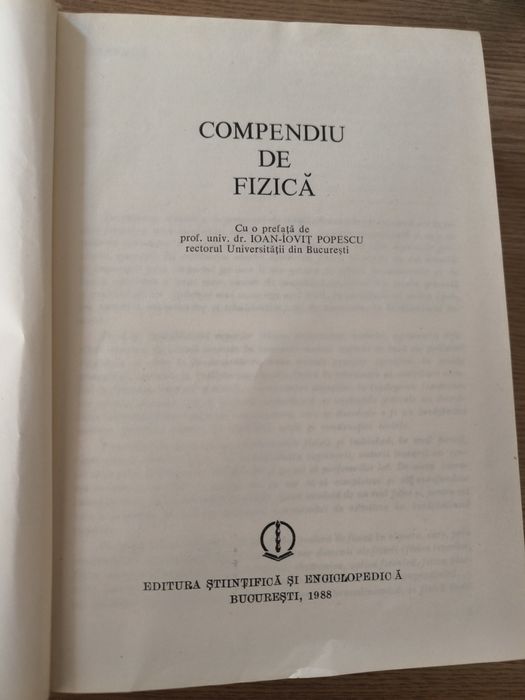 COMPENDIU
DE
FIZICĂ
Cu o prefață de
prof. univ. dr. IOAN-IOVIȚ POPESCU
rectorul Universității din București
EDITURA ȘTIINȚIFICĂ ȘI ENCICLOPEDICĂ
BUCUREȘTI, 1988